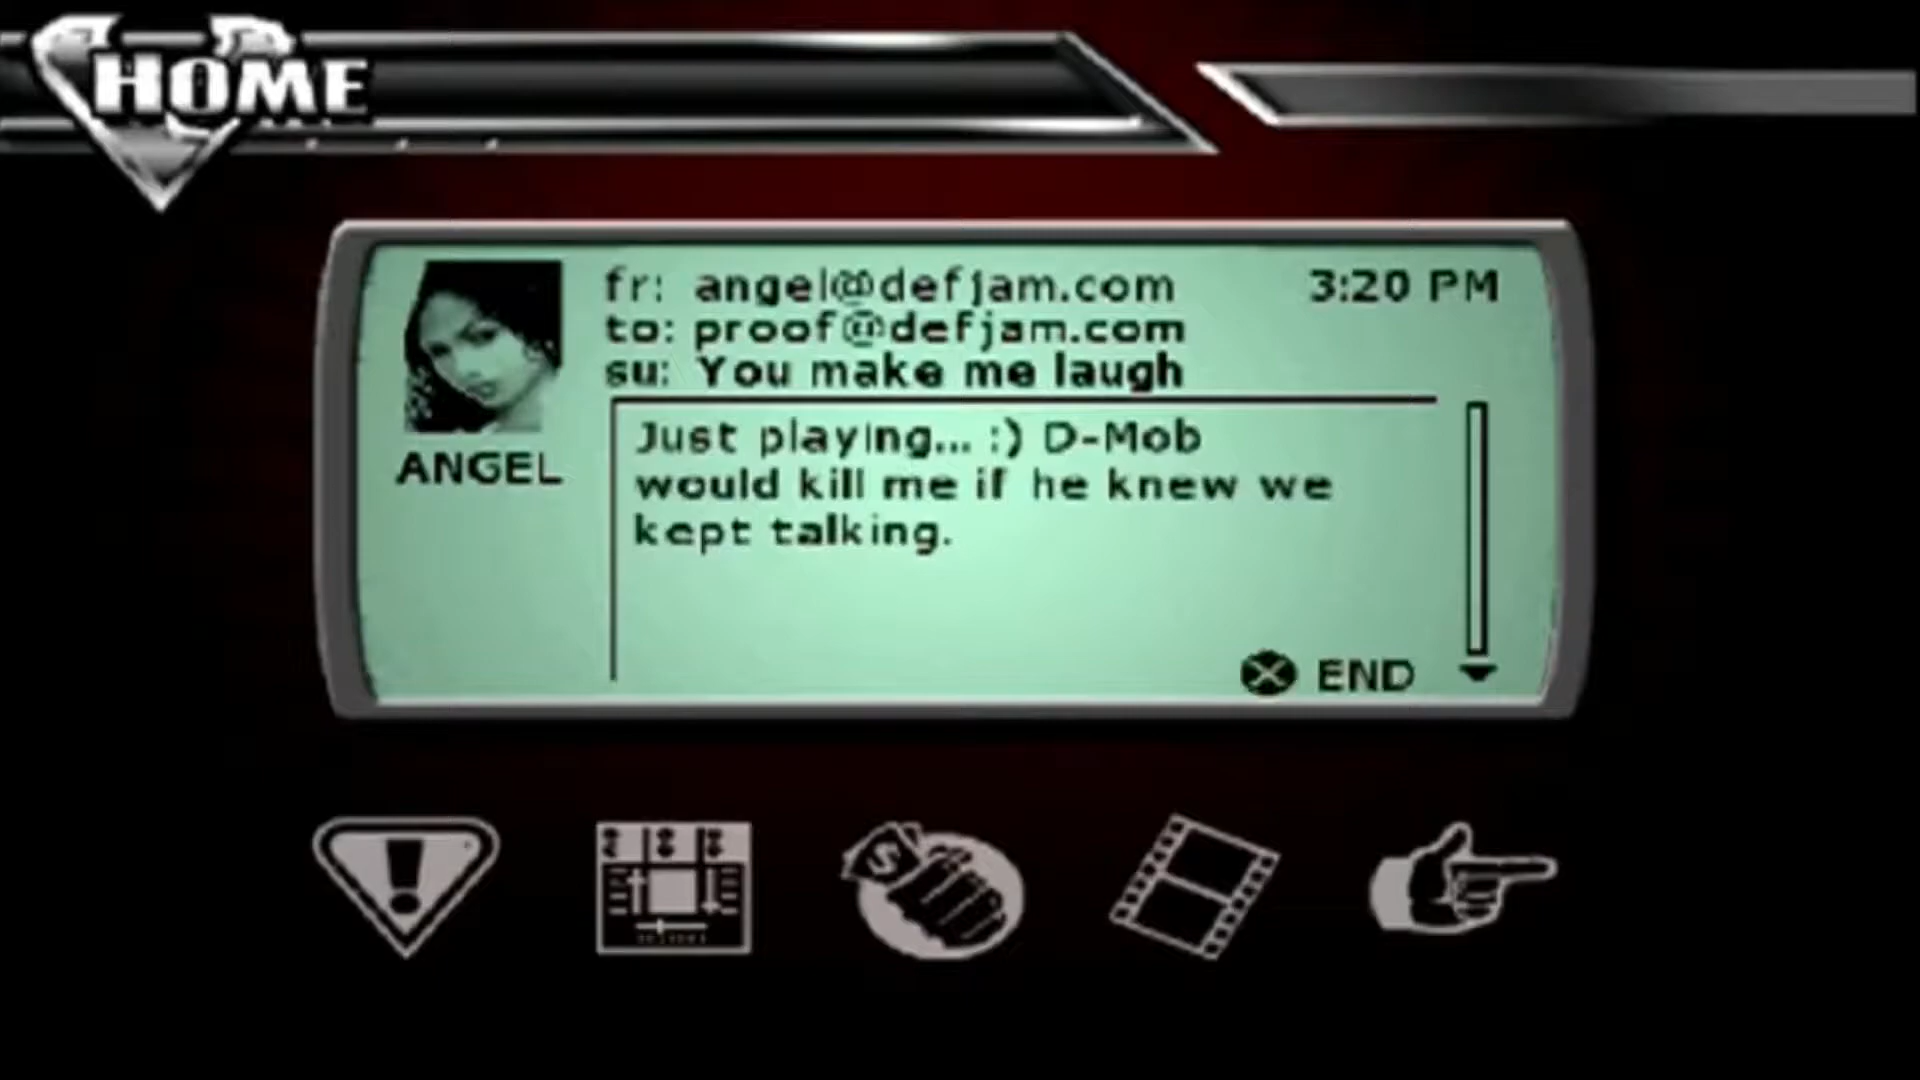 HOME
fr: angel@defjam.com 3:20 PM
to: proof@defjam.com
su: You make me laugh
ANGEL
Just playing... :) D-Mob
would kill me if he knew we
kept talking.
END